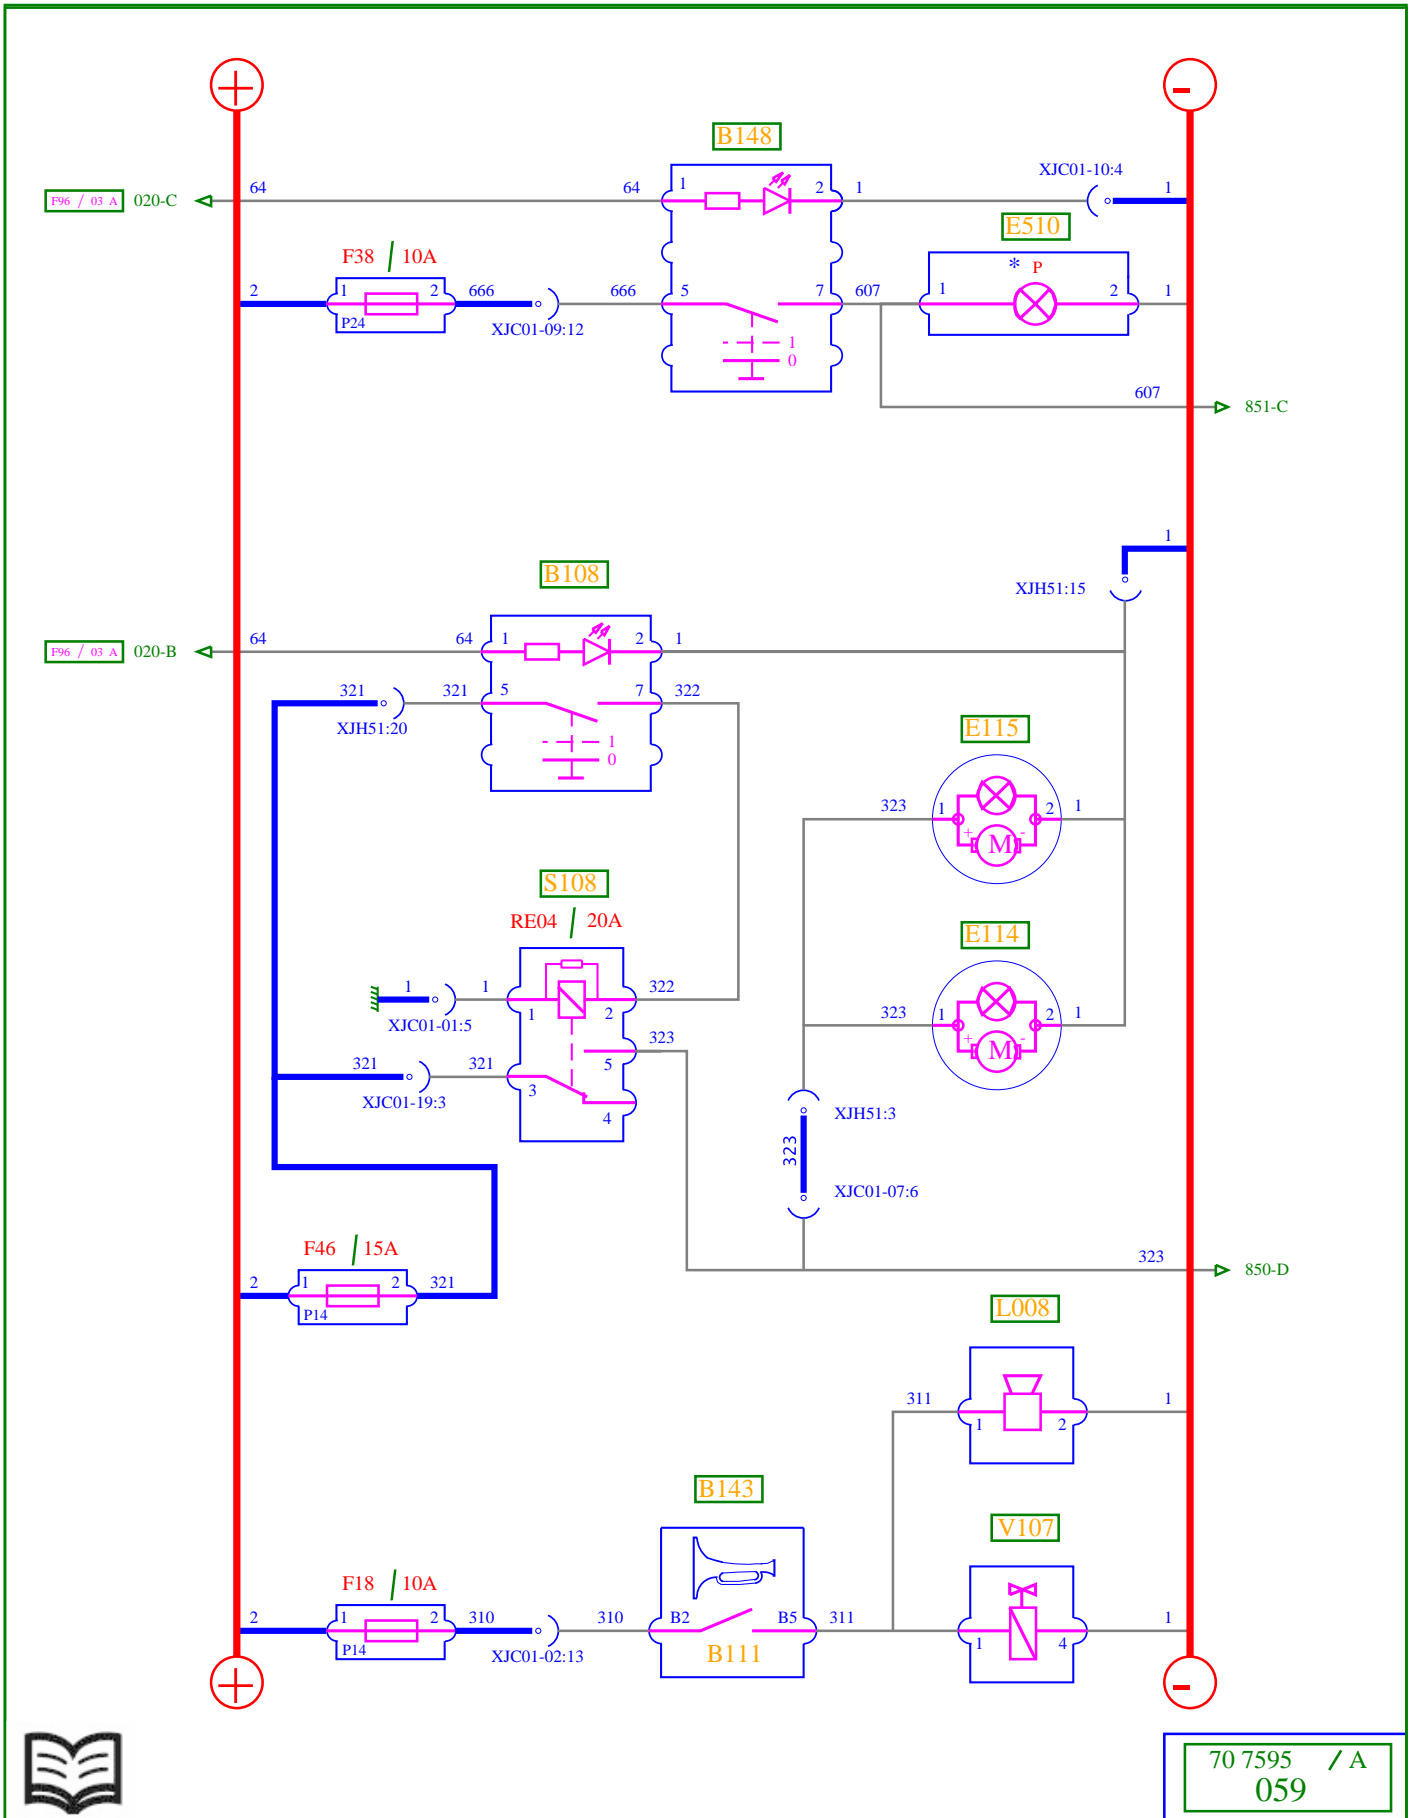 + -
B148
XJC01-10:4
F96 / 03 A 020-C 64 64 1 2 1 1
E510
F38 / 10A
* P
2 1 2 666 666 5 7 607 1 2 1
P24
XJC01-09:12
1
0
607
851-C
1
B108
XJH51:15
F96 / 03 A 020-B 64 64 1 2 1
321 321 5 7 322
XJH51:20
1
0
E115
323 1 2 1
+ -
M
S108
RE04 / 20A
E114
1 1 322
1 2
XJC01-01:5
323 1 2 1
+ -
M
323
5
321 321
3
XJC01-19:3
4
XJH51:3
323
XJC01-07:6
F46 / 15A
323
850-D
2 1 2 321
P14
L008
311 1
1 2
B143
V107
F18 / 10A
2 1 2 310 310 B2 B5 311 1
P14
1 4
B111
XJC01-02:13
+ -
70 7595 / A
059